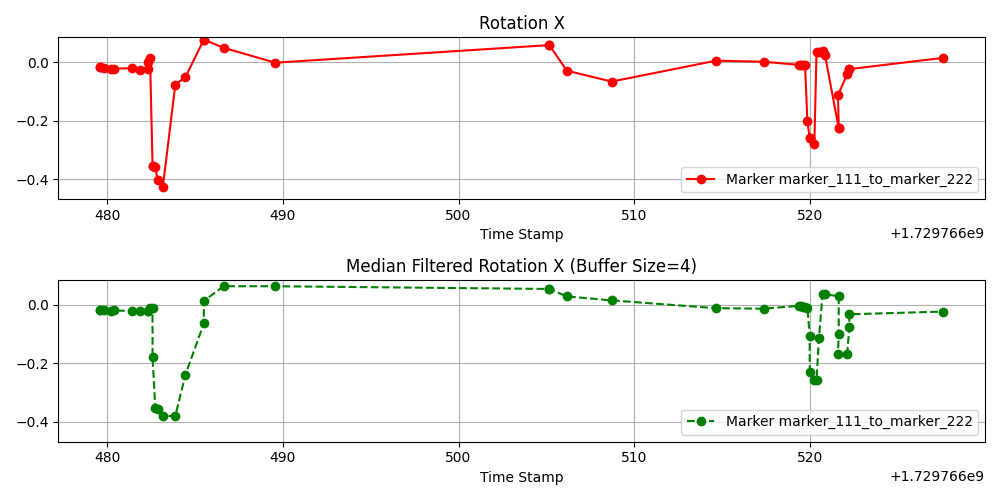 Rotation X
0.0
−0.2
−0.4
480
490
500
510
520
Marker marker_111_to_marker_222
Time Stamp
+1.729766e9
Median Filtered Rotation X (Buffer Size=4)
0.0
−0.2
−0.4
480
490
500
510
520
Marker marker_111_to_marker_222
Time Stamp
+1.729766e9